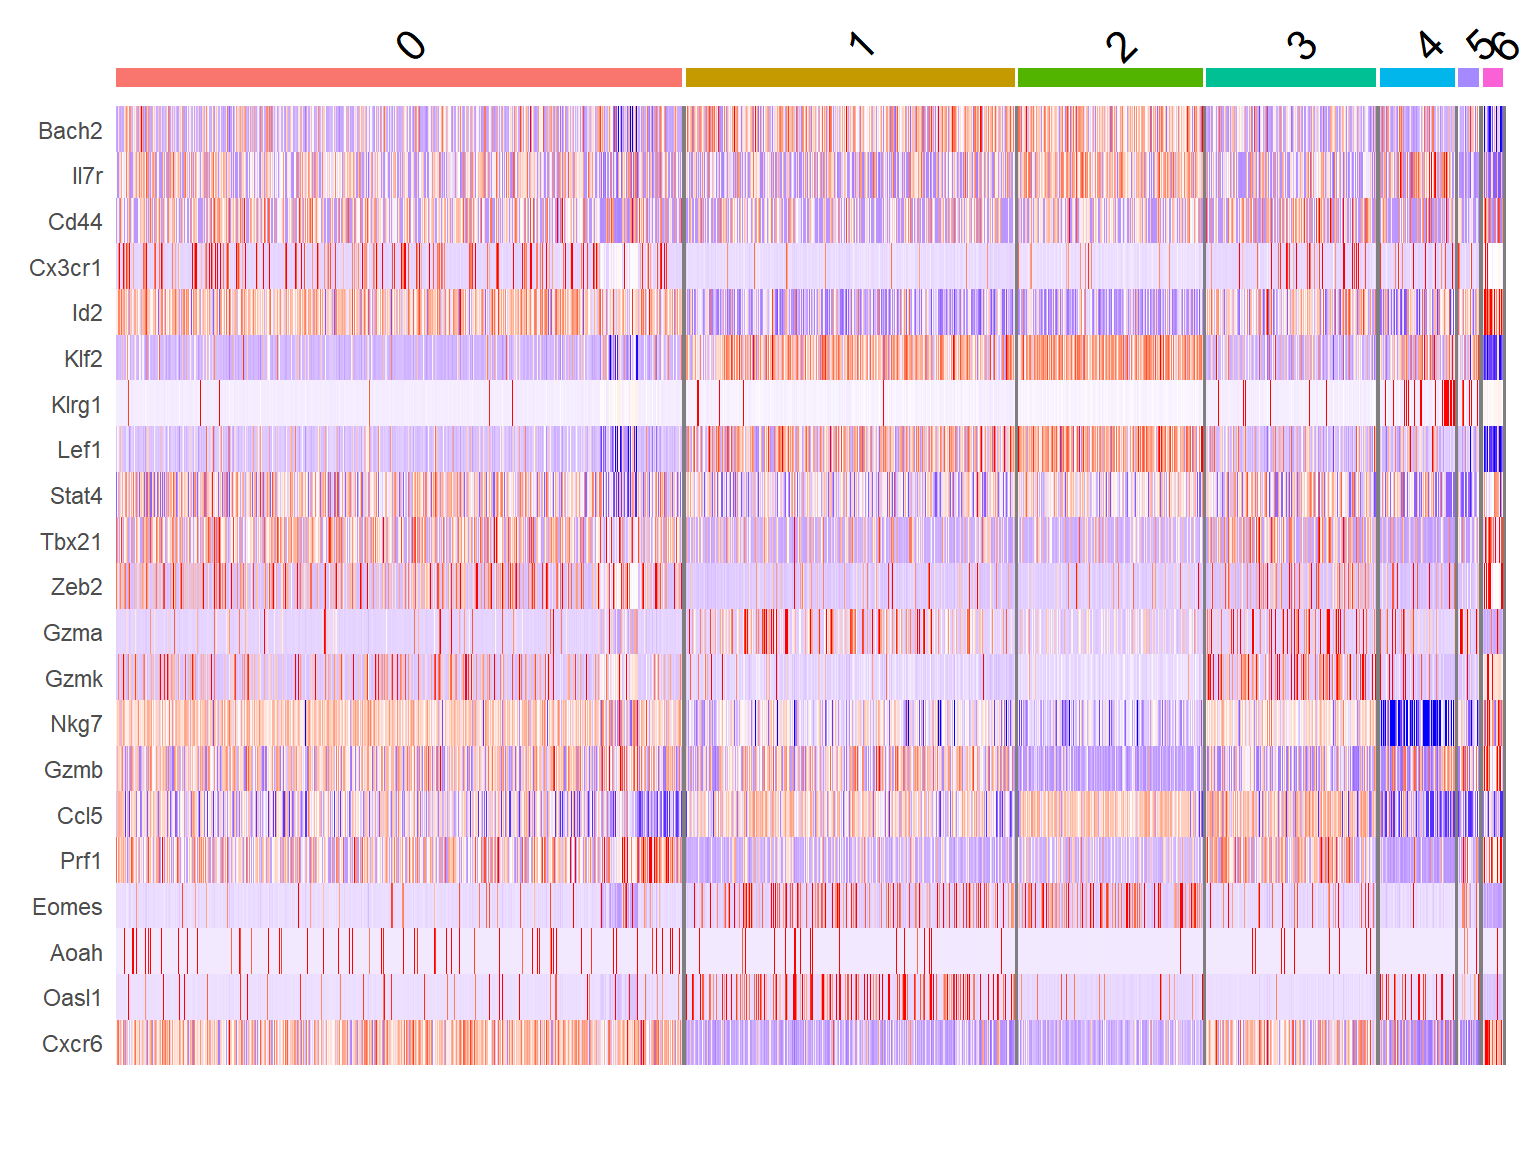 0 1 2 3 4 5 6
Bach2
Il7r
Cd44
Cx3cr1
Id2
Klf2
Klrg1
Lef1
Stat4
Tbx21
Zeb2
Gzma
Gzmk
Nkg7
Gzmb
Ccl5
Prf1
Eomes
Aoah
Oasl1
Cxcr6